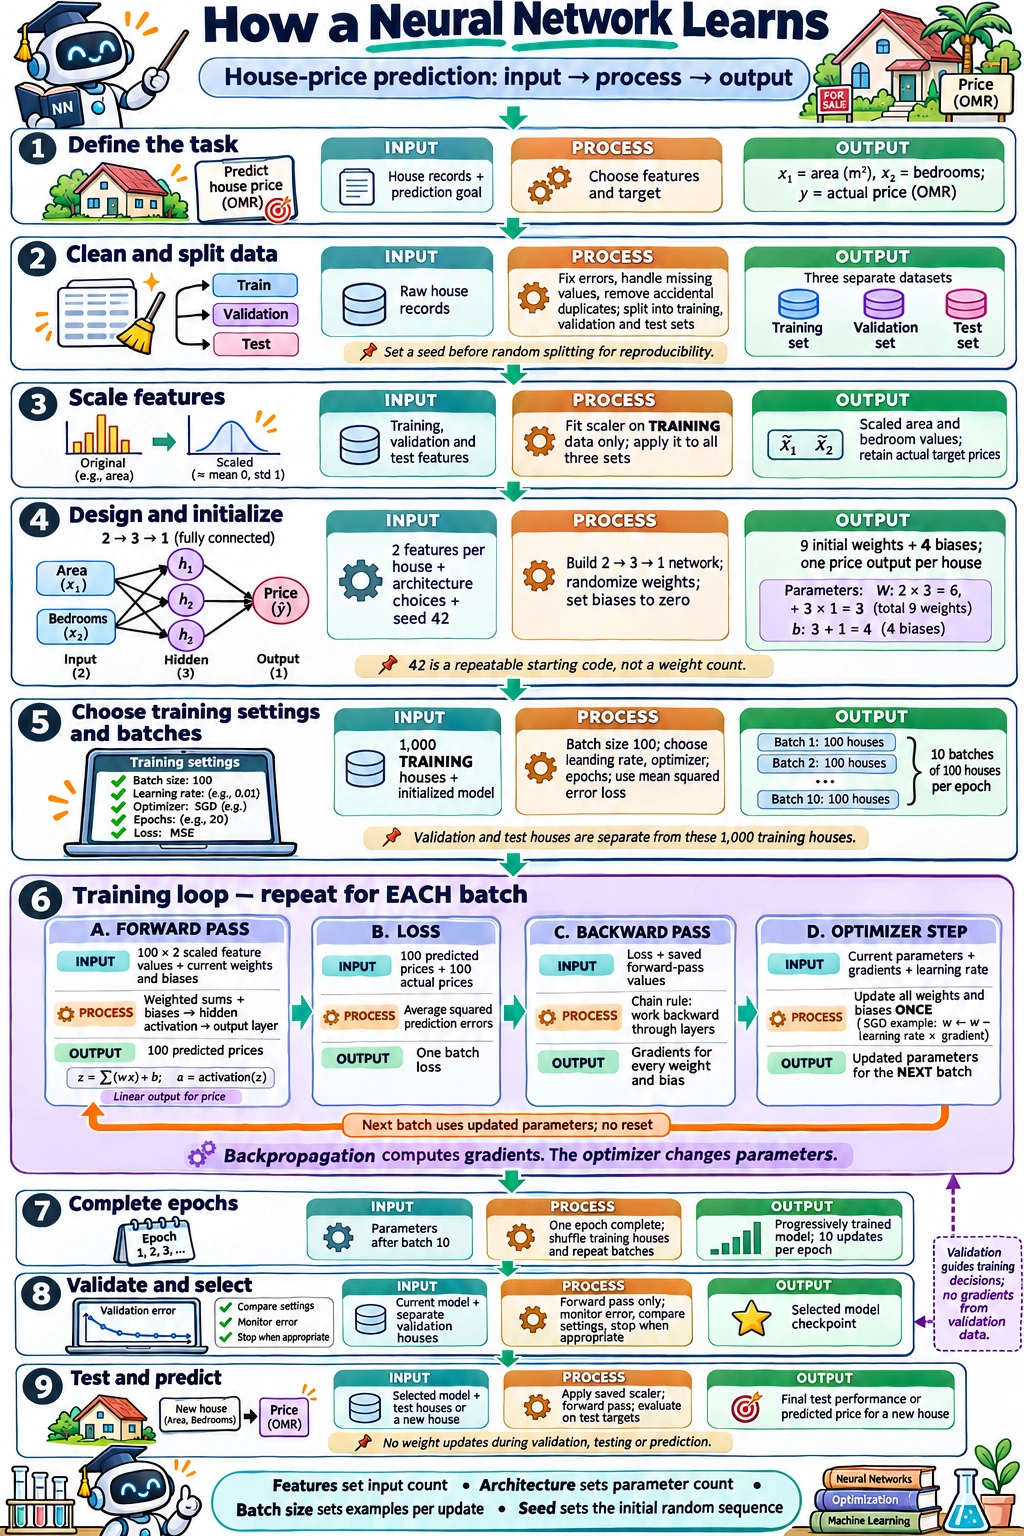 How a Neural Network Learns
House-price prediction: input → process → output
NN
FOR
SALE
Price
(OMR)
1
Define the task
Predict
house price
(OMR)
INPUT
House records +
prediction goal
PROCESS
Choose features
and target
OUTPUT
x₁ = area (m²), x₂ = bedrooms;
y = actual price (OMR)
2
Clean and split data
Train
Validation
Test
INPUT
Raw house
records
PROCESS
Fix errors, handle missing
values, remove accidental
duplicates; split into training,
validation and test sets
OUTPUT
Three separate datasets
Training
set
Validation
set
Test
set
Set a seed before random splitting for reproducibility.
3
Scale features
Original
(e.g., area)
Scaled
(≈ mean 0, std 1)
INPUT
Training,
validation and
test features
PROCESS
Fit scaler on TRAINING
data only; apply it to all
three sets
OUTPUT
x̃₁ x̃₂
Scaled area and
bedroom values;
retain actual target prices
4
Design and initialize
2 → 3 → 1 (fully connected)
Area
(x₁)
Bedrooms
(x₂)
h₁
h₂
h₂
Price
(ŷ)
Input
(2)
Hidden
(3)
Output
(1)
INPUT
2 features per
house +
architecture
choices +
seed 42
PROCESS
Build 2 → 3 → 1 network;
randomize weights;
set biases to zero
OUTPUT
9 initial weights + 4 biases;
one price output per house
Parameters: W: 2 × 3 = 6,
+ 3 × 1 = 3 (total 9 weights)
b: 3 + 1 = 4 (4 biases)
42 is a repeatable starting code, not a weight count.
5
Choose training settings
and batches
Training settings
Batch size: 100
Learning rate: (e.g., 0.01)
Optimizer: SGD (e.g.)
Epochs: (e.g., 20)
Loss: MSE
INPUT
1,000
TRAINING
houses +
initialized model
PROCESS
Batch size 100; choose
leanding rate, optimizer;
epochs; use mean squared
error loss
OUTPUT
Batch 1: 100 houses
Batch 2: 100 houses
...
Batch 10: 100 houses
10 batches
of 100 houses
per epoch
Validation and test houses are separate from these 1,000 training houses.
6
Training loop — repeat for EACH batch
A. FORWARD PASS
INPUT
100 × 2 scaled feature
values + current weights
and biases
PROCESS
Weighted sums +
biases → hidden
activation → output layer
OUTPUT
100 predicted prices
z = ∑(wx) + b; a = activation(z)
Linear output for price
B. LOSS
INPUT
100 predicted
prices + 100
actual prices
PROCESS
Average squared
prediction errors
OUTPUT
One batch
loss
C. BACKWARD PASS
INPUT
Loss + saved
forward-pass
values
PROCESS
Chain rule:
work backward
through layers
OUTPUT
Gradients for
every weight
and bias
D. OPTIMIZER STEP
INPUT
Current parameters +
gradients + learning rate
PROCESS
Update all weights and
biases ONCE
(SGD example: w ← w −
learning rate × gradient)
OUTPUT
Updated parameters
for the NEXT batch
Next batch uses updated parameters; no reset
Backpropagation computes gradients. The optimizer changes parameters.
7
Complete epochs
Epoch
1, 2, 3, ...
INPUT
Parameters
after batch 10
PROCESS
One epoch complete;
shuffle training houses
and repeat batches
OUTPUT
Progressively trained
model; 10 updates
per epoch
Validation
guides training
decisions;
no gradients
from
validation
data.
8
Validate and select
Validation error
Compare settings
Monitor error
Stop when appropriate
INPUT
Current model +
separate
validation
houses
PROCESS
Forward pass only;
monitor error, compare
settings, stop when
appropriate
OUTPUT
Selected model
checkpoint
9
Test and predict
New house
(Area, Bedrooms)
Price
(OMR)
INPUT
Selected model +
test houses or
a new house
PROCESS
Apply saved scaler;
forward pass; evaluate
on test targets
OUTPUT
Final test performance or
predicted price for a new house
No weight updates during validation, testing or prediction.
Features set input count • Architecture sets parameter count •
Batch size sets examples per update • Seed sets the initial random sequence
Neural Networks
Optimization
Machine Learning